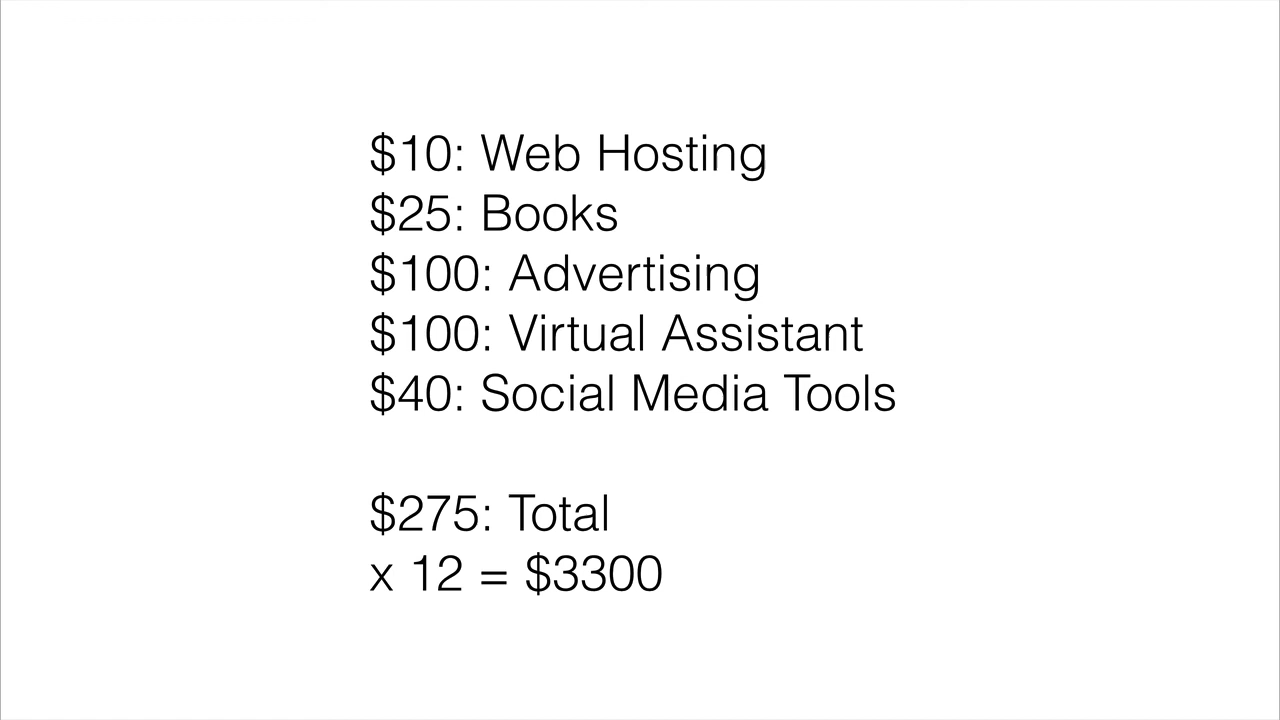 $10: Web Hosting
$25: Books
$100: Advertising
$100: Virtual Assistant
$40: Social Media Tools
$275: Total
x 12 = $3300